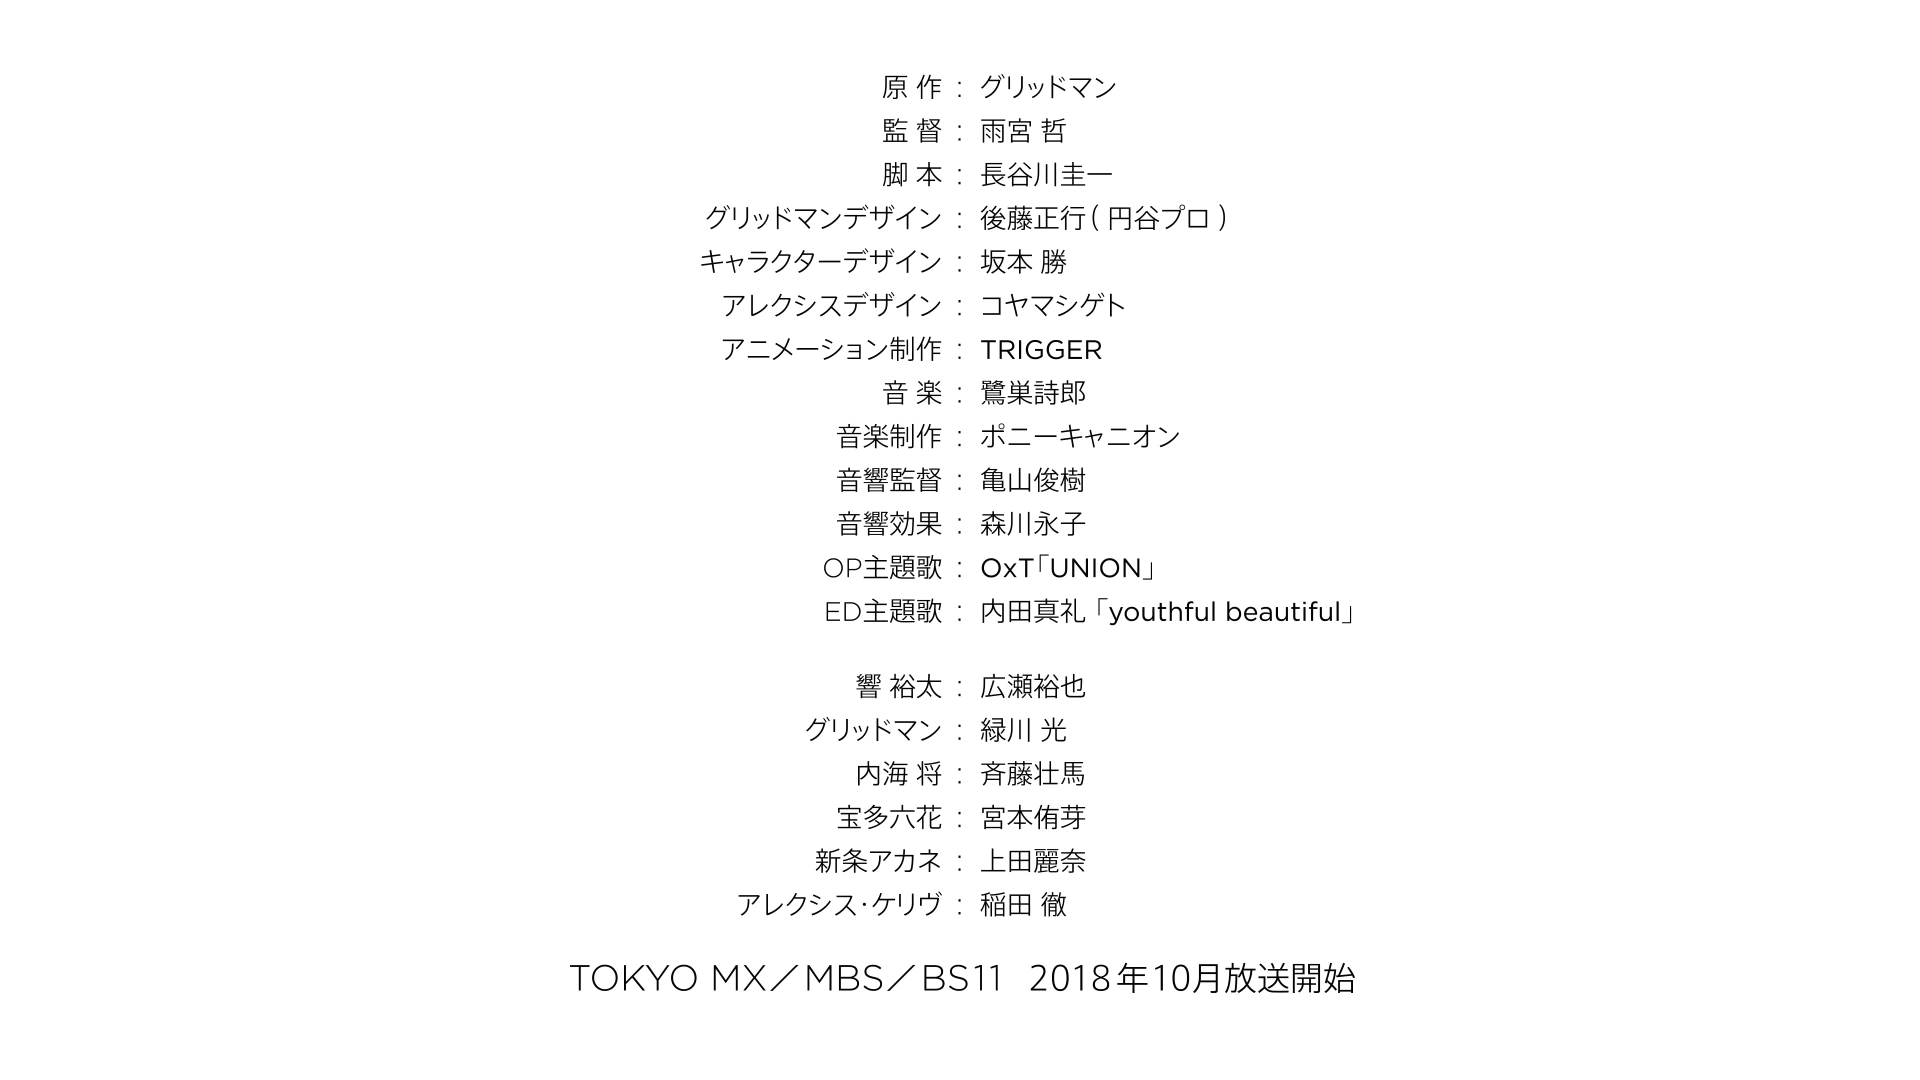 原 作 : グリッドマン
監 督 : 雨宮 哲
脚 本 : 長谷川圭一
グリッドマンデザイン : 後藤正行( 円谷プロ )
キャラクターデザイン : 坂本 勝
アレクシスデザイン : コヤマシゲト
アニメーション制作 : TRIGGER
音 楽 : 鷺巣詩郎
音楽制作 : ポニーキャニオン
音響監督 : 亀山俊樹
音響効果 : 森川永子
OP主題歌 : OxT「UNION」
ED主題歌 : 内田真礼「youthful beautiful」
響 裕太 : 広瀬裕也
グリッドマン : 緑川 光
内海 将 : 斉藤壮馬
宝多六花 : 宮本侑芽
新条アカネ : 上田麗奈
アレクシス・ケリヴ : 稲田 徹
TOKYO MX／MBS／BS11 2018年10月放送開始